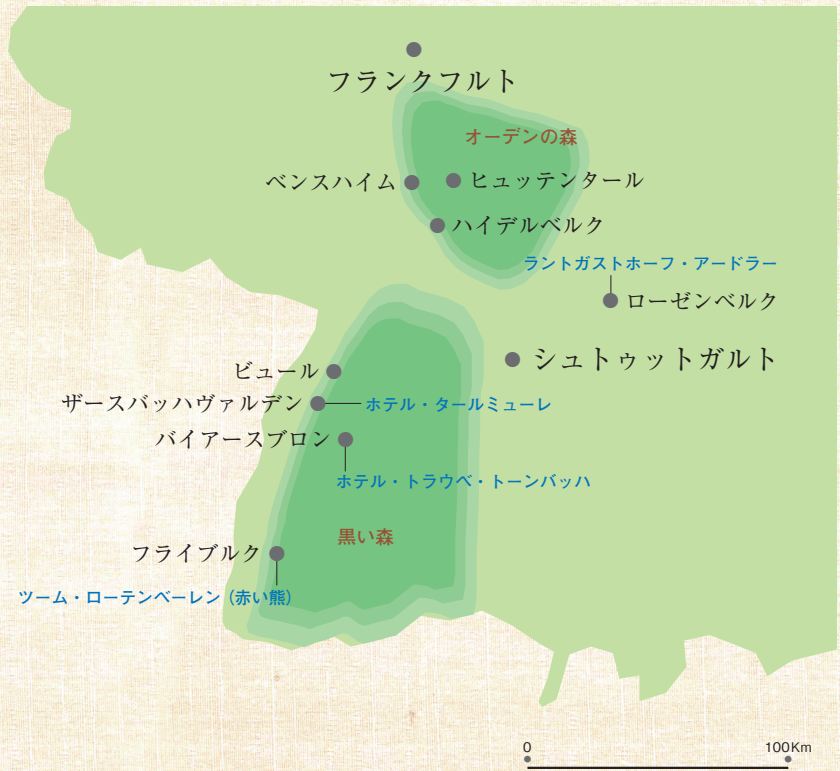 フランクフルト
オーデンの森
ベンスハイム
ヒュッテンタール
ハイデルベルク
ラントガストホーフ・アードラー
ローゼンベルク
シュトゥットガルト
ビュール
ザースバッハヴァルデン
ホテル・タールミューレ
バイアースブロン
ホテル・トラウベ・トーンバッハ
黒い森
フライブルク
ツーム・ローテンベーレン（赤い熊）
0
100Km